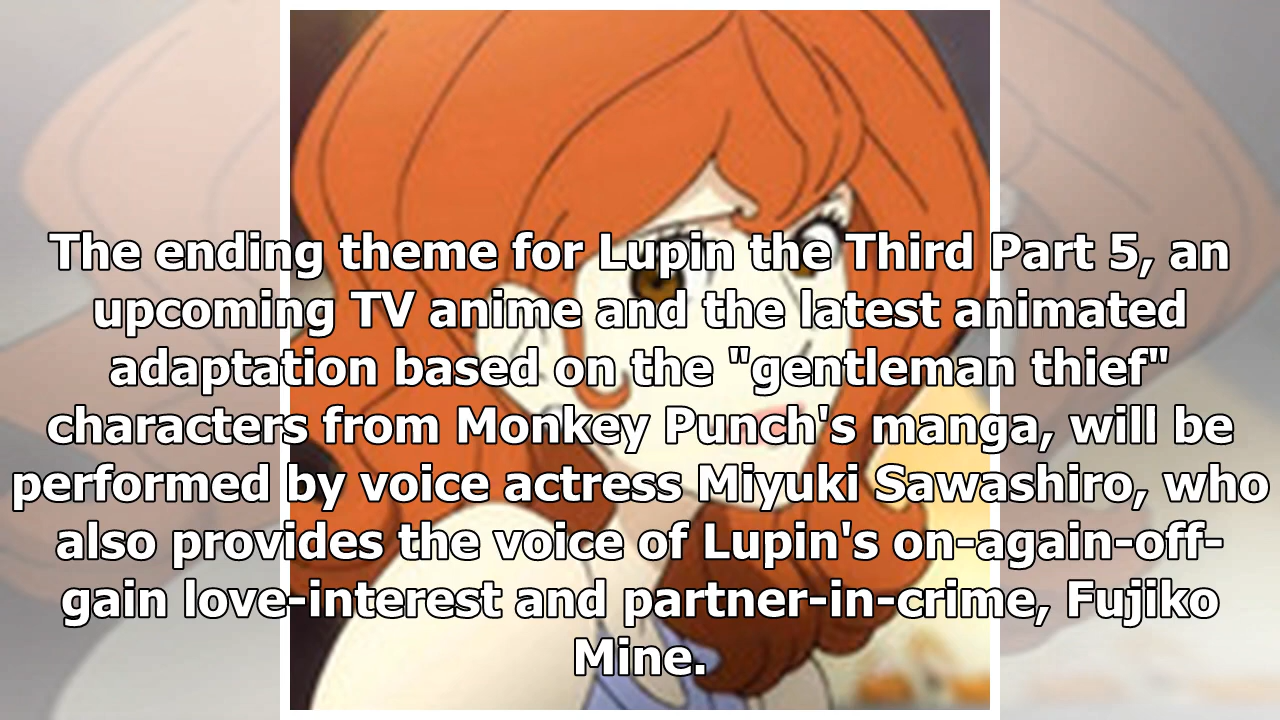 The ending theme for Lupin the Third Part 5, an
upcoming TV anime and the latest animated
adaptation based on the "gentleman thief"
characters from Monkey Punch's manga, will be
performed by voice actress Miyuki Sawashiro, who
also provides the voice of Lupin's on-again-off-
gain love-interest and partner-in-crime, Fujiko
Mine.